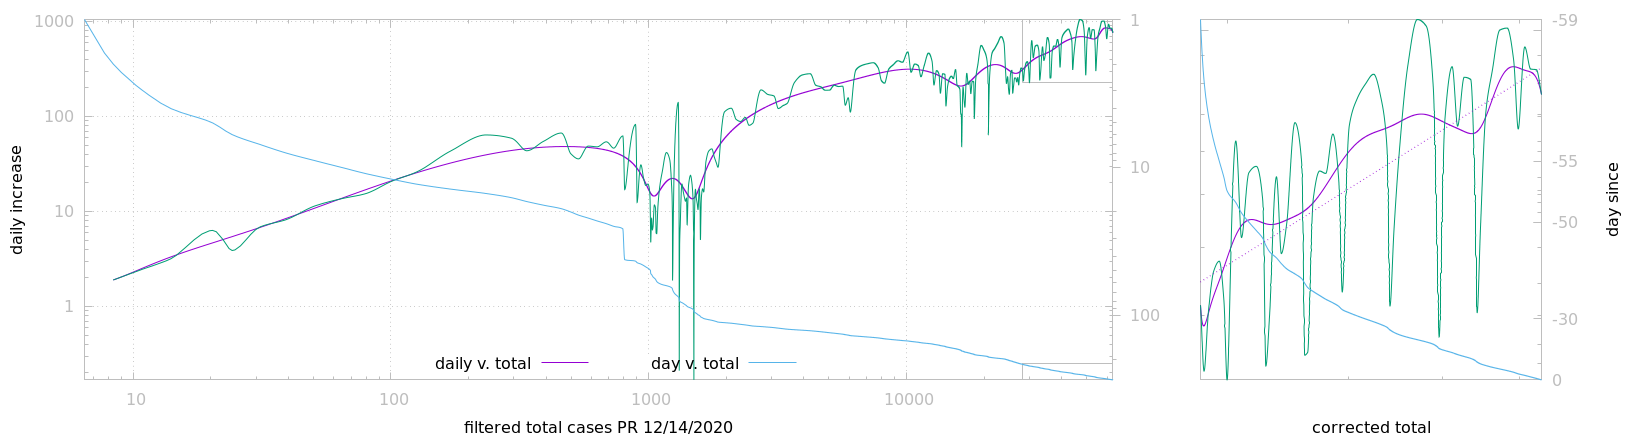 1000
100
10
1
daily increase
10
100
1000
10000
filtered total cases PR 12/14/2020
daily v. total
day v. total
1
10
100
-59
-55
-50
-30
0
day since
corrected total